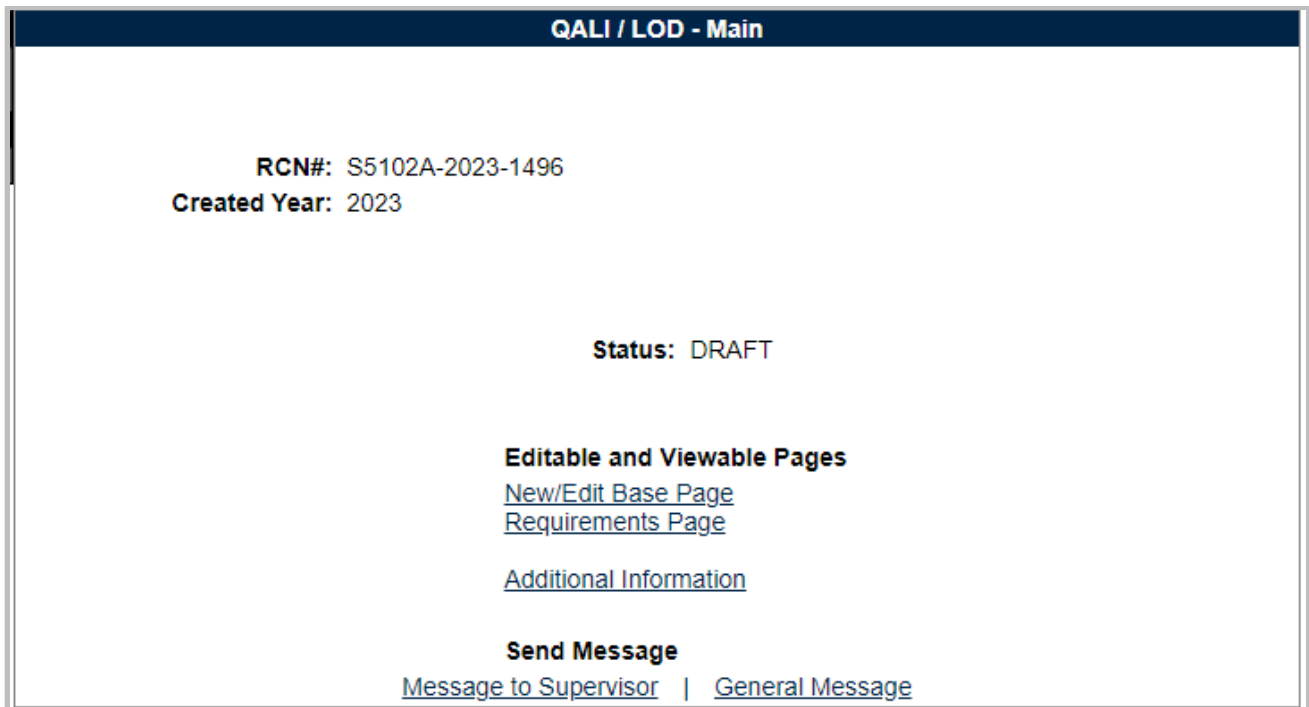 QALI / LOD - Main
RCN#: S5102A-2023-1496
Created Year: 2023
Status: DRAFT
Editable and Viewable Pages
New/Edit Base Page
Requirements Page
Additional Information
Send Message
Message to Supervisor | General Message